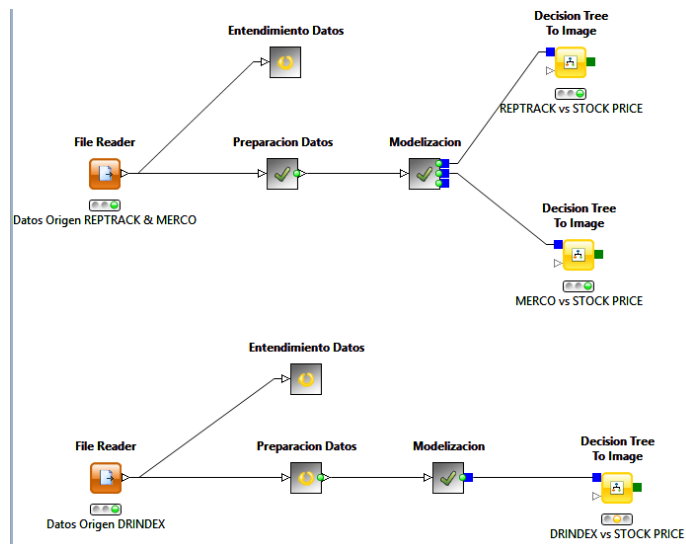 Decision Tree
To Image
Entendimiento Datos
REPTRACK vs STOCK PRICE
File Reader
Preparacion Datos
Modelizacion
Datos Origen REPTRACK & MERCO
Decision Tree
To Image
MERCO vs STOCK PRICE
Entendimiento Datos
File Reader
Preparacion Datos
Modelizacion
Decision Tree
To Image
Datos Origen DRINDEX
DRINDEX vs STOCK PRICE